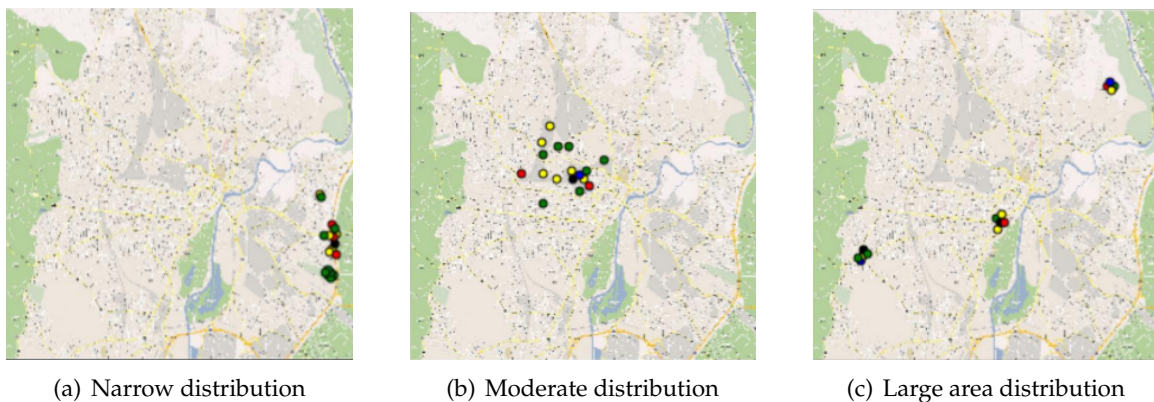 (a) Narrow distribution
(b) Moderate distribution
(c) Large area distribution